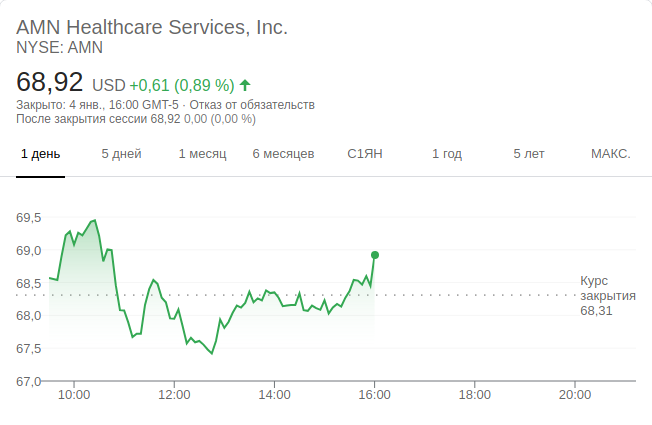 AMN Healthcare Services, Inc.
NYSE: AMN
68,92 USD +0,61 (0,89 %)
Закрыто: 4 янв., 16:00 GMT-5 · Отказ от обязательств
После закрытия сессии 68,92 0,00 (0,00 %)
1 день 5 дней 1 месяц 6 месяцев С1ЯН 1 год 5 лет МАКС.
69,5
69,0
68,5
68,0
67,5
67,0
Курс
закрытия
68,31
10:00 12:00 14:00 16:00 18:00 20:00